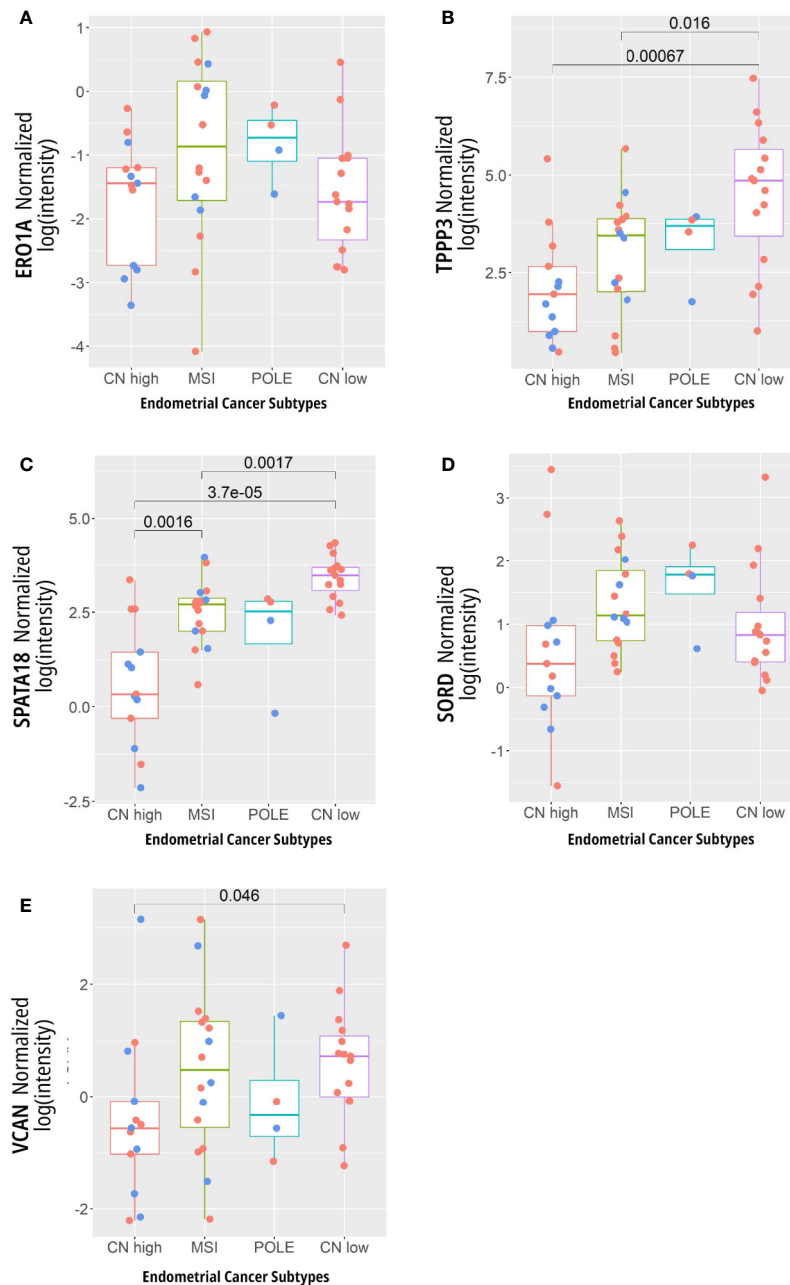 A
ERO1A Normalized
log(intensity)
1
0
-1
-2
-3
-4
CN high MSI POLE CN low
Endometrial Cancer Subtypes
B
TPPP3 Normalized
log(intensity)
0.016
0.00067
7.5
5.0
2.5
CN high MSI POLE CN low
Endometrial Cancer Subtypes
C
SPATA18 Normalized
log(intensity)
0.0017
3.7e-05
0.0016
5.0
2.5
0.0
-2.5
CN high MSI POLE CN low
Endometrial Cancer Subtypes
D
SORD Normalized
log(intensity)
3
2
1
0
-1
CN high MSI POLE CN low
Endometrial Cancer Subtypes
E
VCAN Normalized
log(intensity)
0.046
2
0
-2
CN high MSI POLE CN low
Endometrial Cancer Subtypes